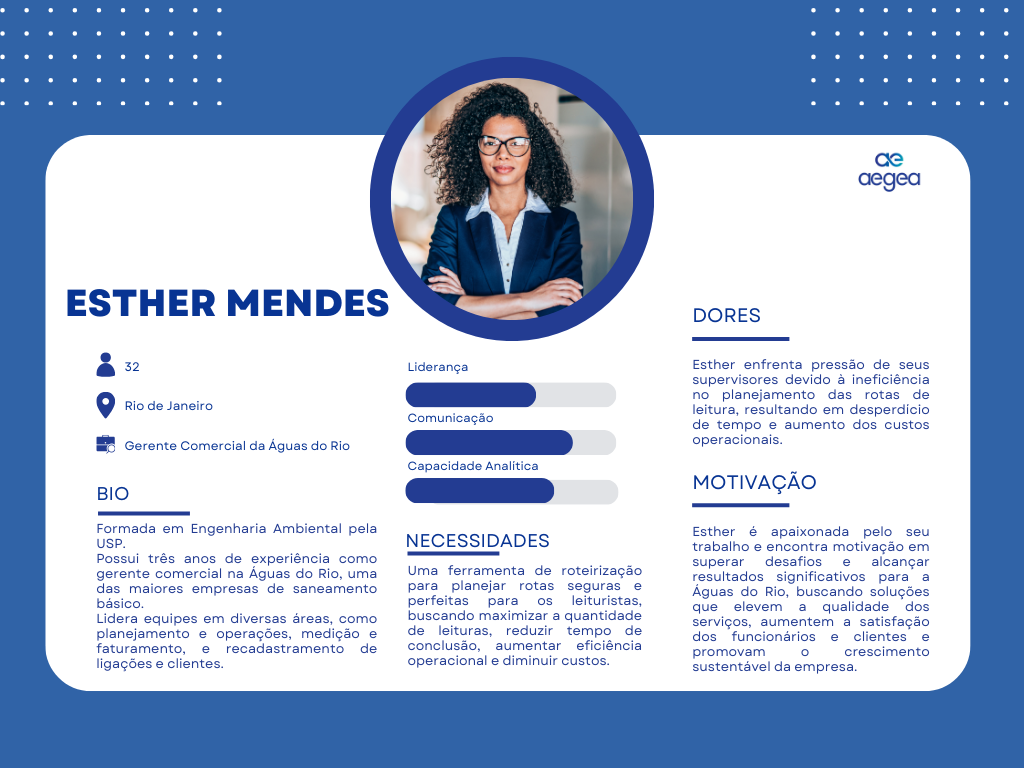 ae
aegea
ESTHER MENDES
32
Rio de Janeiro
Gerente Comercial da Águas do Rio
BIO
Formada em Engenharia Ambiental pela
USP.
Possui três anos de experiência como
gerente comercial na Águas do Rio, uma
das maiores empresas de saneamento
básico.
Lidera equipes em diversas áreas, como
planejamento e operações, medição e
faturamento, e recadastramento de
ligações e clientes.
Liderança
Comunicação
Capacidade Analítica
NECESSIDADES
Uma ferramenta de roteirização
para planejar rotas seguras e
perfeitas para os leituristas,
buscando maximizar a quantidade
de leituras, reduzir tempo de
conclusão, aumentar eficiência
operacional e diminuir custos.
DORES
Esther enfrenta pressão de seus
supervisores devido à ineficiência
no planejamento das rotas de
leitura, resultando em desperdício
de tempo e aumento dos custos
operacionais.
MOTIVAÇÃO
Esther é apaixonada pelo seu
trabalho e encontra motivação em
superar desafios e alcançar
resultados significativos para a
Águas do Rio, buscando soluções
que elevem a qualidade dos
serviços, aumentem a satisfação
dos funcionários e clientes e
promovam o crescimento
sustentável da empresa.